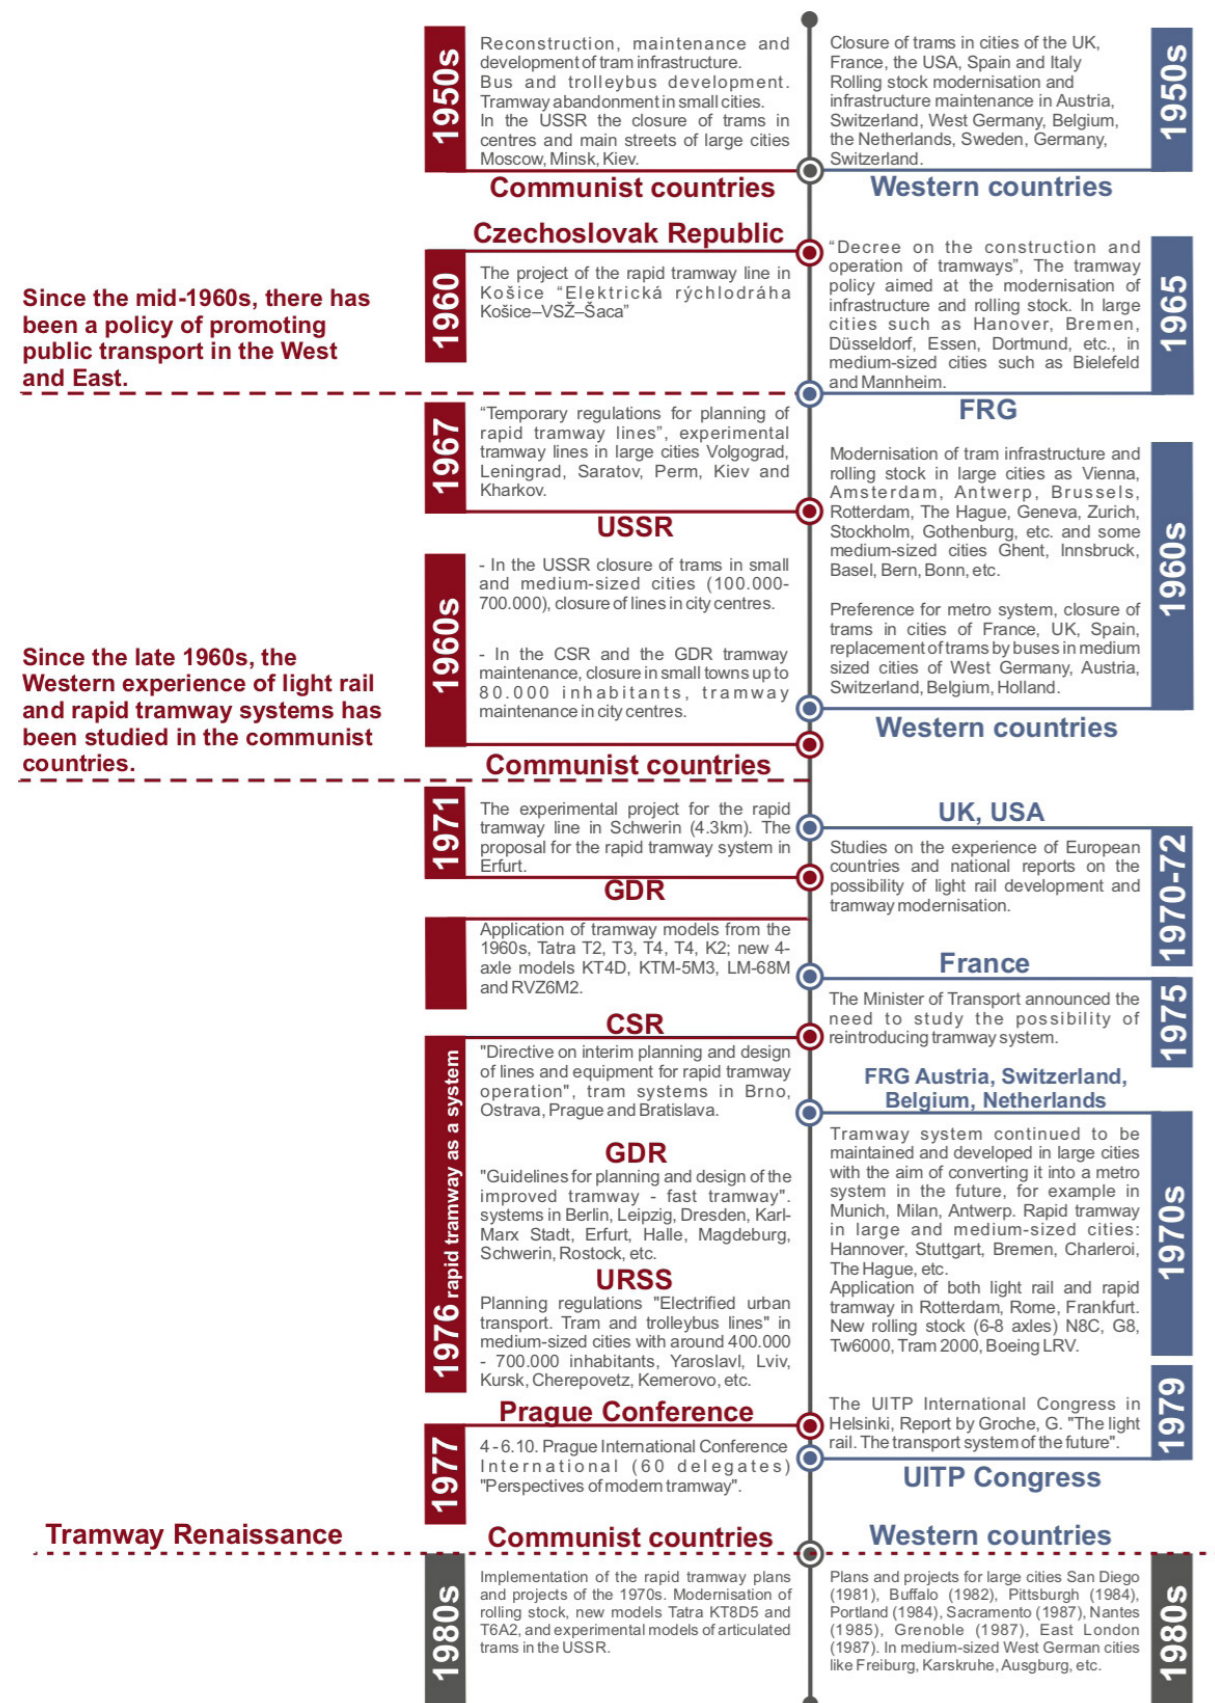 1950s
Reconstruction, maintenance and
development of tram infrastructure.
Bus and trolleybus development.
Tramway abandonment in small cities.
In the USSR the closure of trams in
centres and main streets of large cities
Moscow, Minsk, Kiev.
Communist countries
Closure of trams in cities of the UK,
France, the USA, Spain and Italy
Rolling stock modernisation and
infrastructure maintenance in Austria,
Switzerland, West Germany, Belgium,
the Netherlands, Sweden, Germany,
Switzerland.
1950s
Western countries
Czechoslovak Republic
1960
The project of the rapid tramway line in
Košice “Elektrická rýchlodráha
Košice–VSŽ–Šaca”
Since the mid-1960s, there has
been a policy of promoting
public transport in the West
and East.
“Decree on the construction and
operation of tramways”, The tramway
policy aimed at the modernisation of
infrastructure and rolling stock. In large
cities such as Hanover, Bremen,
Düsseldorf, Essen, Dortmund, etc., in
medium-sized cities such as Bielefeld
and Mannheim.
1965
FRG
1967
“Temporary regulations for planning of
rapid tramway lines”, experimental
tramway lines in large cities Volgograd,
Leningrad, Saratov, Perm, Kiev and
Kharkov.
USSR
Modernisation of tram infrastructure and
rolling stock in large cities as Vienna,
Amsterdam, Antwerp, Brussels,
Rotterdam, The Hague, Geneva, Zurich,
Stockholm, Gothenburg, etc. and some
medium-sized cities Ghent, Innsbruck,
Basel, Bern, Bonn, etc.
Preference for metro system, closure of
trams in cities of France, UK, Spain,
replacement of trams by buses in medium
sized cities of West Germany, Austria,
Switzerland, Belgium, Holland.
1960s
Western countries
1960s
- In the USSR closure of trams in small
and medium-sized cities (100.000-
700.000), closure of lines in city centres.
- In the CSR and the GDR tramway
maintenance, closure in small towns up to
80.000 inhabitants, tramway
maintenance in city centres.
Communist countries
Since the late 1960s, the
Western experience of light rail
and rapid tramway systems has
been studied in the communist
countries.
1971
The experimental project for the rapid
tramway line in Schwerin (4.3km). The
proposal for the rapid tramway system in
Erfurt.
GDR
UK, USA
Studies on the experience of European
countries and national reports on the
possibility of light rail development and
tramway modernisation.
1970-72
Application of tramway models from the
1960s, Tatra T2, T3, T4, T4, K2; new 4-
axle models KT4D, KTM-5M3, LM-68M
and RVZ6M2.
France
The Minister of Transport announced the
need to study the possibility of
reintroducing tramway system.
1975
CSR
1976 rapid tramway as a system
"Directive on interim planning and design
of lines and equipment for rapid tramway
operation", tram systems in Brno,
Ostrava, Prague and Bratislava.
GDR
"Guidelines for planning and design of the
improved tramway - fast tramway".
systems in Berlin, Leipzig, Dresden, Karl-
Marx Stadt, Erfurt, Halle, Magdeburg,
Schwerin, Rostock, etc.
URSS
Planning regulations "Electrified urban
transport. Tram and trolleybus lines" in
medium-sized cities with around 400.000
- 700.000 inhabitants, Yaroslavl, Lviv,
Kursk, Cherepovetz, Kemerovo, etc.
FRG Austria, Switzerland,
Belgium, Netherlands
Tramway system continued to be
maintained and developed in large cities
with the aim of converting it into a metro
system in the future, for example in
Munich, Milan, Antwerp. Rapid tramway
in large and medium-sized cities:
Hannover, Stuttgart, Bremen, Charleroi,
The Hague, etc.
Application of both light rail and rapid
tramway in Rotterdam, Rome, Frankfurt.
New rolling stock (6-8 axles) N8C, G8,
Tw6000, Tram 2000, Boeing LRV.
1970s
Prague Conference
1977
4 - 6.10. Prague International Conference
International (60 delegates)
"Perspectives of modern tramway".
The UITP International Congress in
Helsinki, Report by Groche, G. "The light
rail. The transport system of the future".
1979
UITP Congress
Tramway Renaissance
Communist countries
Western countries
1980s
Implementation of the rapid tramway plans
and projects of the 1970s. Modernisation of
rolling stock, new models Tatra KT8D5 and
T6A2, and experimental models of articulated
trams in the USSR.
Plans and projects for large cities San Diego
(1981), Buffalo (1982), Pittsburgh (1984),
Portland (1984), Sacramento (1987), Nantes
(1985), Grenoble (1987), East London
(1987). In medium-sized West German cities
like Freiburg, Karskruhe, Ausgburg, etc.
1980s